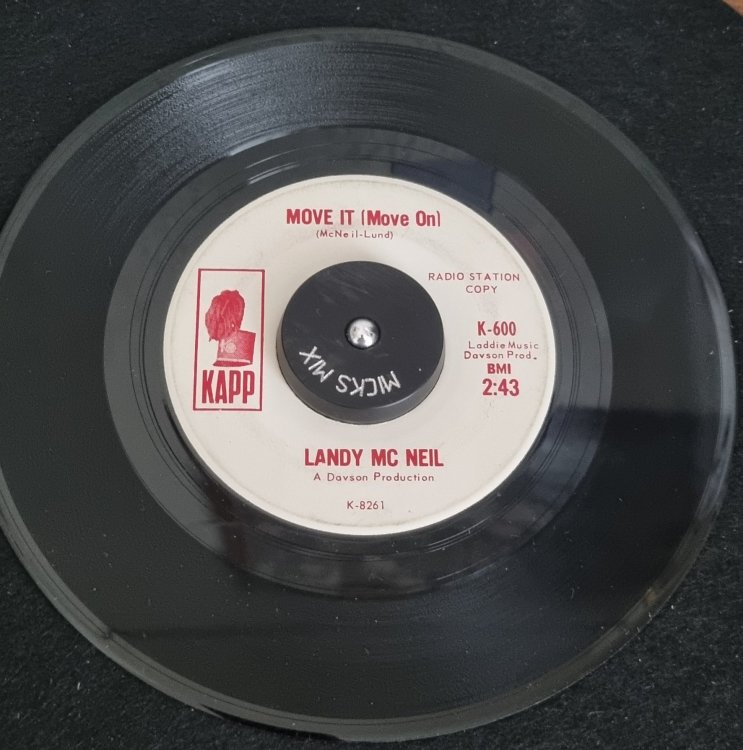 MOVE IT (Move On)
(McNeil-Lund)
RADIO STATION
COPY
K-600
Laddie Music
Davson Prod.
BMI
2:43
KAPP
MICKS MIX
LANDY MC NEIL
A Davson Production
K-8261